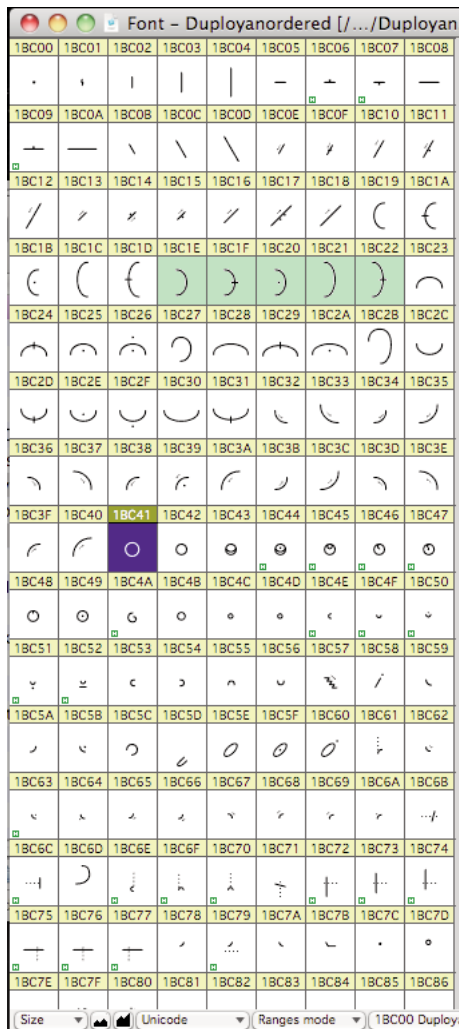 Font – Duployanordered [/.../Duployan
1BC00 1BC01 1BC02 1BC03 1BC04 1BC05 1BC06 1BC07 1BC08
1BC09 1BC0A 1BC0B 1BC0C 1BC0D 1BC0E 1BC0F 1BC10 1BC11
1BC12 1BC13 1BC14 1BC15 1BC16 1BC17 1BC18 1BC19 1BC1A
1BC1B 1BC1C 1BC1D 1BC1E 1BC1F 1BC20 1BC21 1BC22 1BC23
1BC24 1BC25 1BC26 1BC27 1BC28 1BC29 1BC2A 1BC2B 1BC2C
1BC2D 1BC2E 1BC2F 1BC30 1BC31 1BC32 1BC33 1BC34 1BC35
1BC36 1BC37 1BC38 1BC39 1BC3A 1BC3B 1BC3C 1BC3D 1BC3E
1BC3F 1BC40 1BC41 1BC42 1BC43 1BC44 1BC45 1BC46 1BC47
1BC48 1BC49 1BC4A 1BC4B 1BC4C 1BC4D 1BC4E 1BC4F 1BC50
1BC51 1BC52 1BC53 1BC54 1BC55 1BC56 1BC57 1BC58 1BC59
1BC5A 1BC5B 1BC5C 1BC5D 1BC5E 1BC5F 1BC60 1BC61 1BC62
1BC63 1BC64 1BC65 1BC66 1BC67 1BC68 1BC69 1BC6A 1BC6B
1BC6C 1BC6D 1BC6E 1BC6F 1BC70 1BC71 1BC72 1BC73 1BC74
1BC75 1BC76 1BC77 1BC78 1BC79 1BC7A 1BC7B 1BC7C 1BC7D
1BC7E 1BC7F 1BC80 1BC81 1BC82 1BC83 1BC84 1BC85 1BC86
Size Unicode Ranges mode 1BC00 Duploy